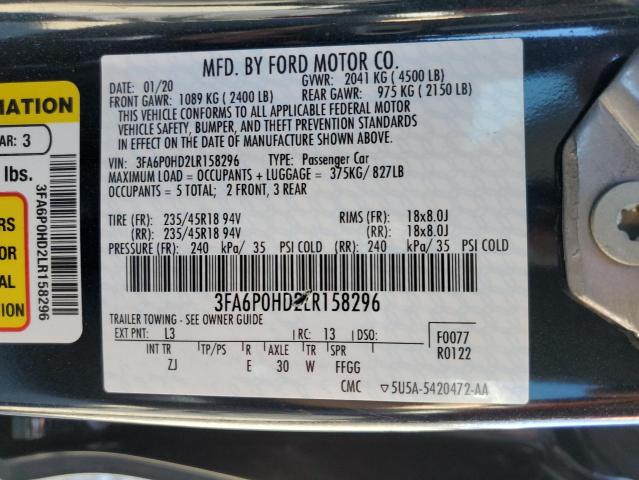 MFD. BY FORD MOTOR CO.
DATE: 01/20 GVWR: 2041 KG ( 4500 LB)
FRONT GAWR: 1089 KG ( 2400 LB) REAR GAWR: 975 KG ( 2150 LB)
THIS VEHICLE CONFORMS TO ALL APPLICABLE FEDERAL MOTOR
VEHICLE SAFETY, BUMPER, AND THEFT PREVENTION STANDARDS
IN EFFECT ON THE DATE OF MANUFACTURE SHOWN ABOVE.
VIN: 3FA6P0HD2LR158296 TYPE: Passenger Car
MAXIMUM LOAD = OCCUPANTS + LUGGAGE = 375KG/ 827LB
OCCUPANTS = 5 TOTAL; 2 FRONT, 3 REAR
TIRE (FR): 235/45R18 94V RIMS (FR): 18x8.0J
(RR): 235/45R18 94V (RR): 18x8.0J
PRESSURE (FR): 240 kPa/ 35 PSI COLD (RR): 240 kPa/ 35 PSI COLD
3FA6P0HD2LR158296
TRAILER TOWING - SEE OWNER GUIDE
EXT PNT: L3 RC: 13 DSO: F0077
R0122
INT TR TP/PS R AXLE TR SPR
ZJ E 30 W FFGG
CMC ▽5U5A-5420472-AA
MATION
AR: 3
lbs.
RS
OR
AL
S
3FA6P0HD2LR158296